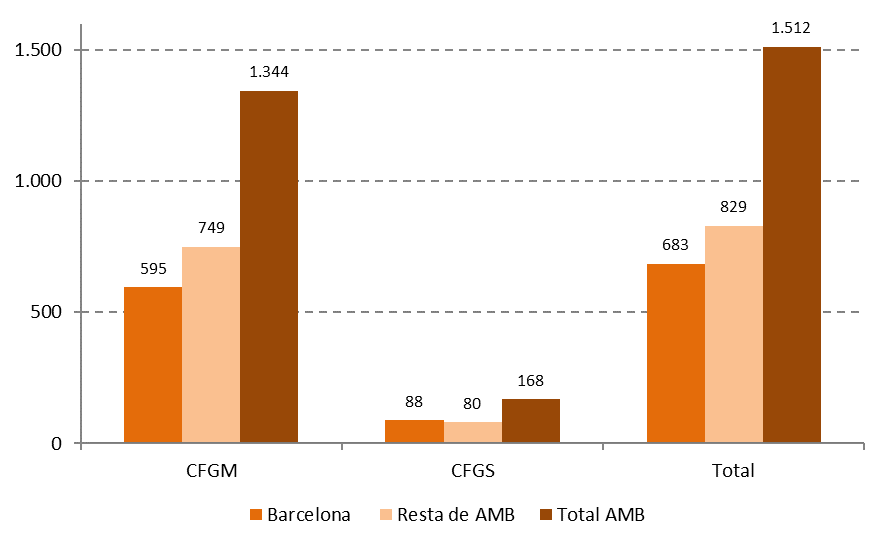 1.512
1.500
1.344
1.000
829
749
683
595
500
168
88
80
0
CFGM
CFGS
Total
Barcelona
Resta de AMB
Total AMB